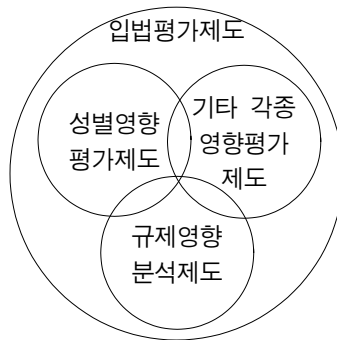 입법평가제도
성별영향
평가제도
기타 각종
영향평가
제도
규제영향
분석제도